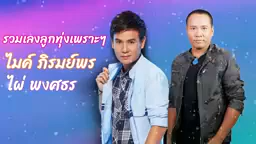 รวมเลงลูกทุ่งเพราะๆ
ไมค์ ภิรมย์พร
ไผ่ พงศธร